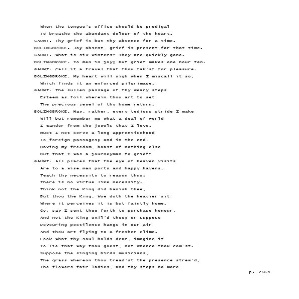 When the tongue's office should be prodigal
To breathe the abundant dolour of the heart.
GAUNT. Thy grief is but thy absence for a time.
BOLINGBROKE. Joy absent, grief is present for that time.
GAUNT. What is six winters? They are quickly gone.
BOLINGBROKE. To men in joy; but grief makes one hour ten.
GAUNT. Call it a travel that thou tak'st for pleasure.
BOLINGBROKE. My heart will sigh when I miscall it so,
Which finds it an enforced pilgrimage.
GAUNT. The sullen passage of thy weary steps
Esteem as foil wherein thou art to set
The precious jewel of thy home return.
BOLINGBROKE. Nay, rather, every tedious stride I make
Will but remember me what a deal of world
I wander from the jewels that I love.
Must I not serve a long apprenticehood
To foreign passages; and in the end,
Having my freedom, boast of nothing else
But that I was a journeyman to grief?
GAUNT. All places that the eye of heaven visits
Are to a wise man ports and happy havens.
Teach thy necessity to reason thus:
There is no virtue like necessity.
Think not the King did banish thee,
But thou the King. Woe doth the heavier sit
Where it perceives it is but faintly borne.
Go, say I sent thee forth to purchase honour,
And not the King exil'd thee; or suppose
Devouring pestilence hangs in our air
And thou art flying to a fresher clime.
Look what thy soul holds dear, imagine it
To lie that way thou goest, not whence thou com'st.
Suppose the singing birds musicians,
The grass whereon thou tread'st the presence strew'd,
The flowers fair ladies, and thy steps no more